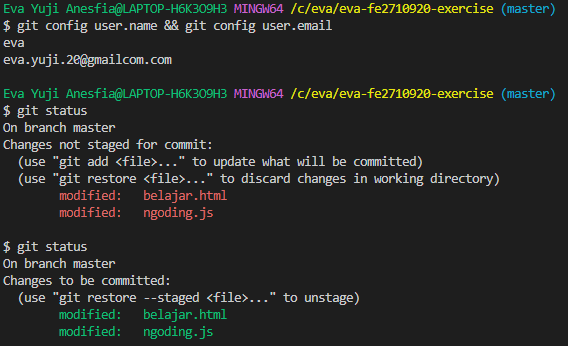 Eva Yuji Anesfia@LAPTOP-H6K3O9H3 MINGW64 /c/eva/eva-fe2710920-exercise (master)
$ git config user.name && git config user.email
eva
eva.yuji.20@gmailcom.com
Eva Yuji Anesfia@LAPTOP-H6K3O9H3 MINGW64 /c/eva/eva-fe2710920-exercise (master)
$ git status
On branch master
Changes not staged for commit:
  (use "git add <file>..." to update what will be committed)
  (use "git restore <file>..." to discard changes in working directory)
        modified:   belajar.html
        modified:   ngoding.js
$ git status
On branch master
Changes to be committed:
  (use "git restore --staged <file>..." to unstage)
        modified:   belajar.html
        modified:   ngoding.js